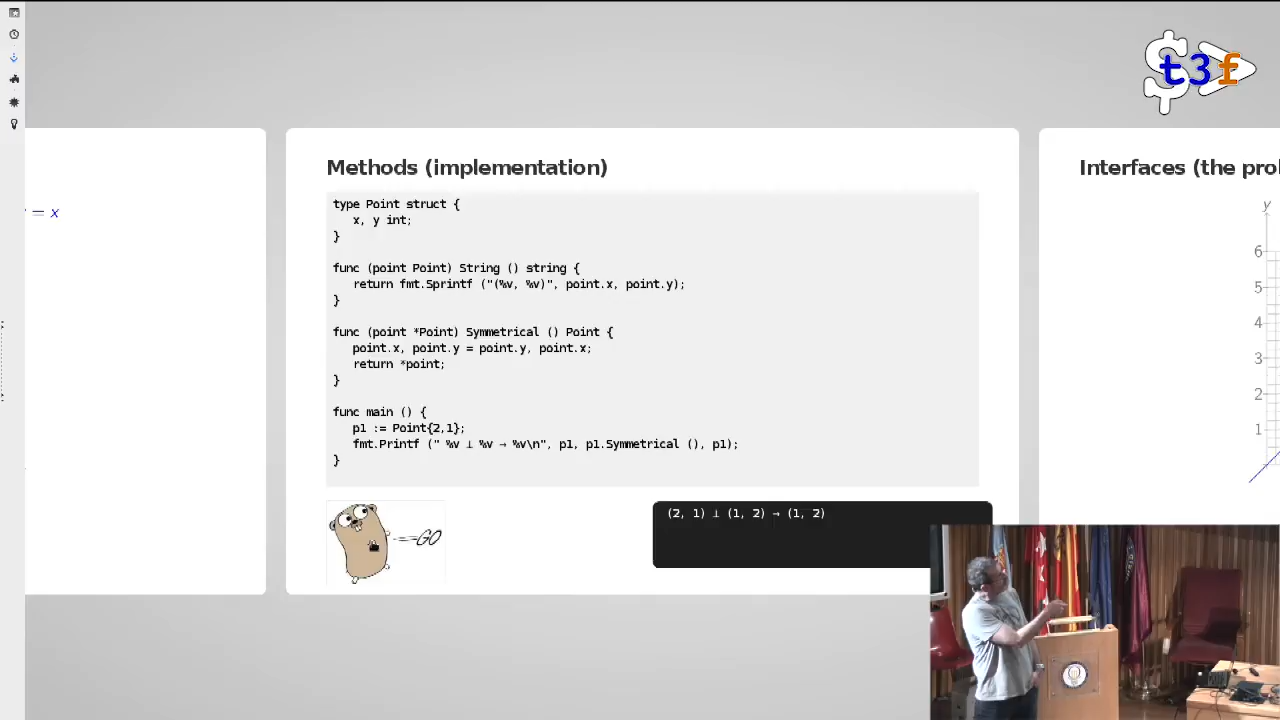 t3f
= x
Methods (implementation)
type Point struct {
x, y int;
}
func (point Point) String () string {
return fmt.Sprintf ("(%v, %v)", point.x, point.y);
}
func (point *Point) Symmetrical () Point {
point.x, point.y = point.y, point.x;
return *point;
}
func main () {
p1 := Point{2,1};
fmt.Printf (" %v ⊥ %v → %v\n", p1, p1.Symmetrical (), p1);
}
GO
(2, 1) ⊥ (1, 2) → (1, 2)
Interfaces (the pro
y
6
5
4
3
2
1